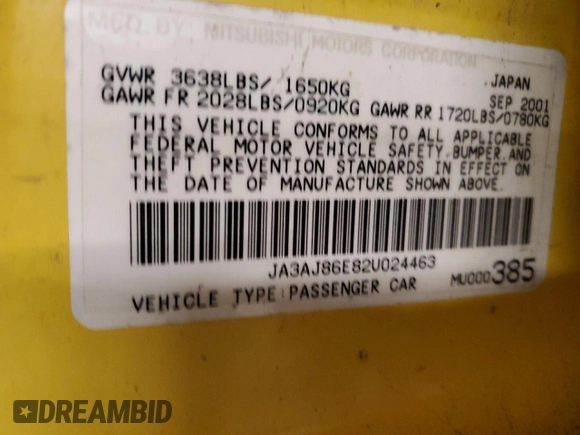 MFD. BY: MITSUBISHI MOTORS CORPORATION
JAPAN
GVWR 3638LBS/ 1650KG SEP 2001
GAWR FR 2028LBS/0920KG GAWR RR 1720LBS/0780KG
THIS VEHICLE CONFORMS TO ALL APPLICABLE
FEDERAL MOTOR VEHICLE SAFETY, BUMPER, AND
THEFT PREVENTION STANDARDS IN EFFECT ON
THE DATE OF MANUFACTURE SHOWN ABOVE.
JA3AJ86E82U024463
VEHICLE TYPE:PASSENGER CAR MU000385
DREAMBID